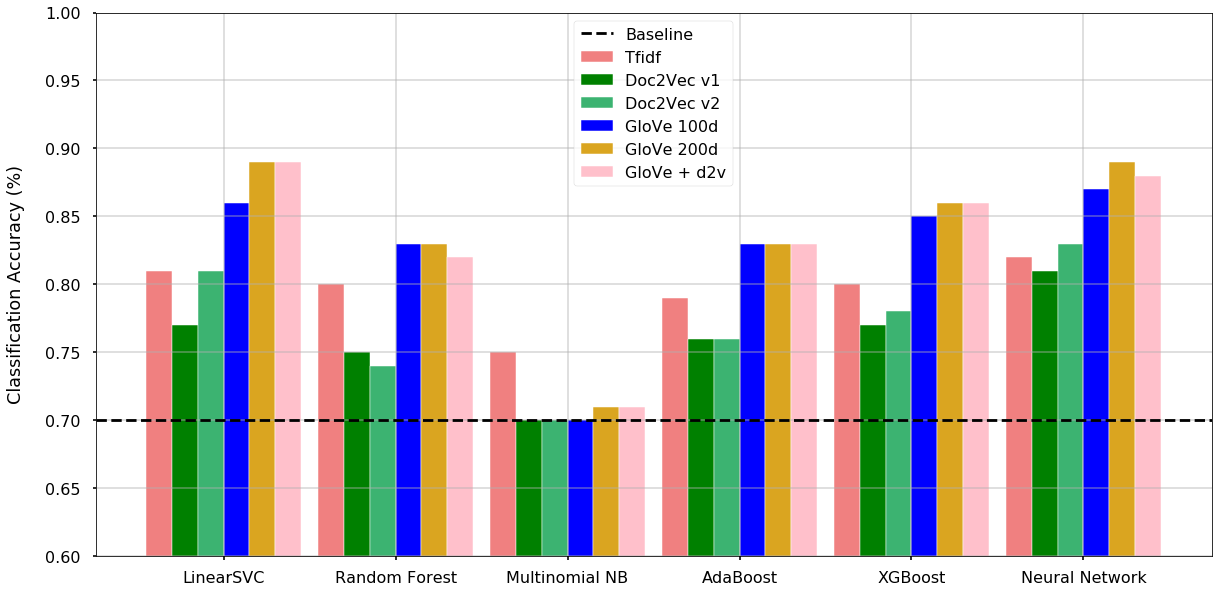 Classification Accuracy (%)
1.00
0.95
0.90
0.85
0.80
0.75
0.70
0.65
0.60
Baseline
Tfidf
Doc2Vec v1
Doc2Vec v2
GloVe 100d
GloVe 200d
GloVe + d2v
LinearSVC
Random Forest
Multinomial NB
AdaBoost
XGBoost
Neural Network